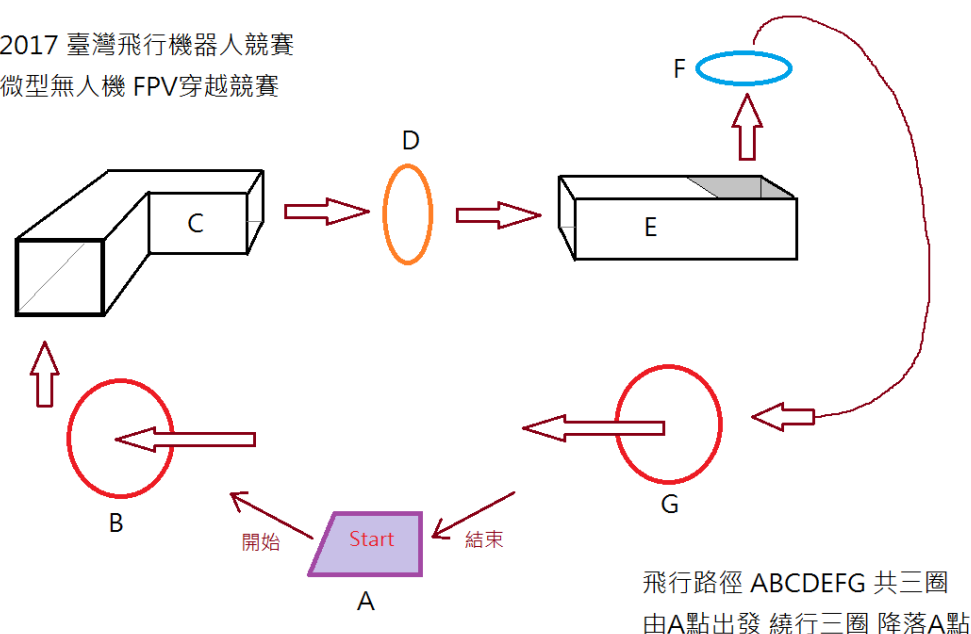 2017 臺灣飛行機器人競賽
微型無人機 FPV穿越競賽
F
D
C
E
B
G
開始
Start
結束
A
飛行路徑 ABCDEFG 共三圈
由A點出發 繞行三圈 降落A點